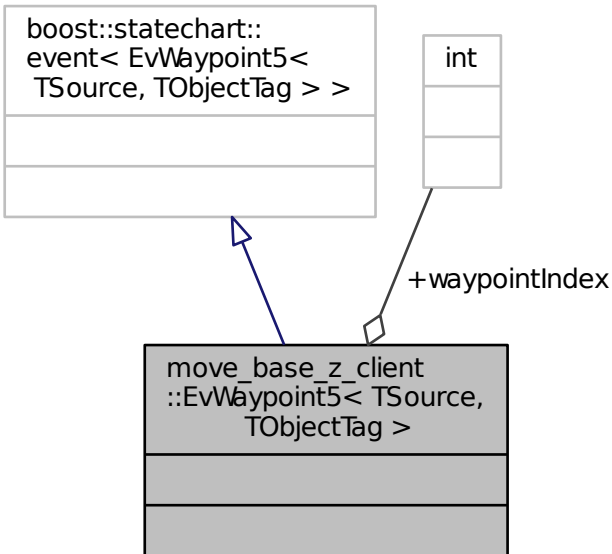 boost::statechart::
event< EvWaypoint5<
TSource, TObjectTag > >
int
+waypointIndex
move_base_z_client
::EvWaypoint5< TSource,
TObjectTag >